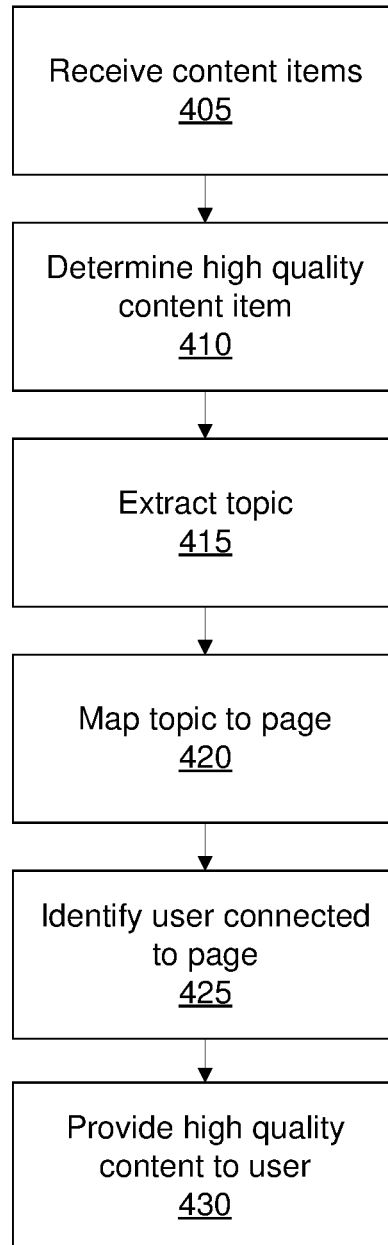 Receive content items
405
Determine high quality
content item
410
Extract topic
415
Map topic to page
420
Identify user connected
to page
425
Provide high quality
content to user
430